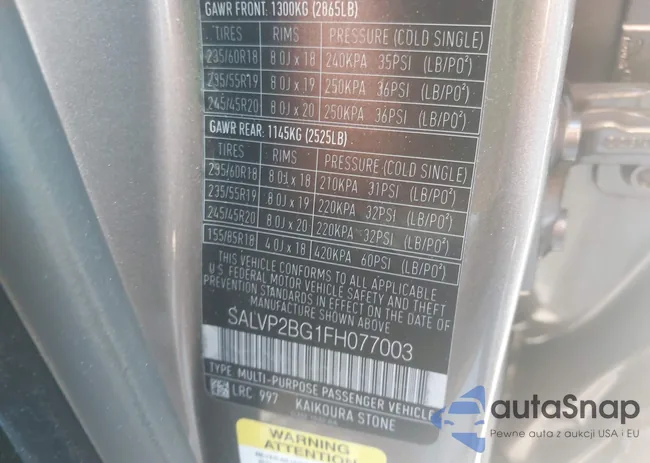 GAWR FRONT: 1300KG (2865LB)
TIRES RIMS PRESSURE (COLD SINGLE)
235/60R18 8.0J x 18 240KPA 35PSI (LB/PO²)
235/55R19 8.0J x 19 250KPA 36PSI (LB/PO²)
245/45R20 8.0J x 20 250KPA 36PSI (LB/PO²)
GAWR REAR: 1145KG (2525LB)
TIRES RIMS PRESSURE (COLD SINGLE)
235/60R18 8.0J x 18 210KPA 31PSI (LB/PO²)
235/55R19 8.0J x 19 220KPA 32PSI (LB/PO²)
245/45R20 8.0J x 20 220KPA 32PSI (LB/PO²)
155/85R18 4.0J x 18 420KPA 60PSI (LB/PO²)
THIS VEHICLE CONFORMS TO ALL APPLICABLE
U.S. FEDERAL MOTOR VEHICLE SAFETY AND THEFT
PREVENTION STANDARDS IN EFFECT ON THE DATE OF
MANUFACTURE SHOWN ABOVE
SALVP2BG1FH077003
TYPE MULTI-PURPOSE PASSENGER VEHICLE
LRC 997 KAIKOURA STONE
WARNING
ATTENTION
autaSnap
Pewne auta z aukcji USA i EU